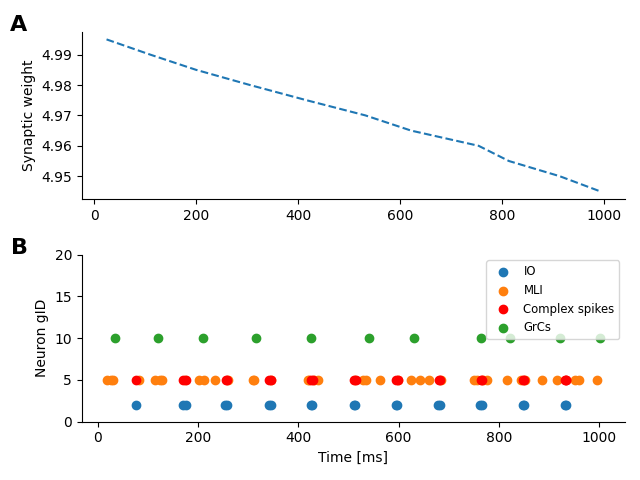 A
Synaptic weight
4.99
4.98
4.97
4.96
4.95
0 200 400 600 800 1000
B
Neuron gID
20
15
10
5
0
IO
MLI
Complex spikes
GrCs
0 200 400 600 800 1000
Time [ms]